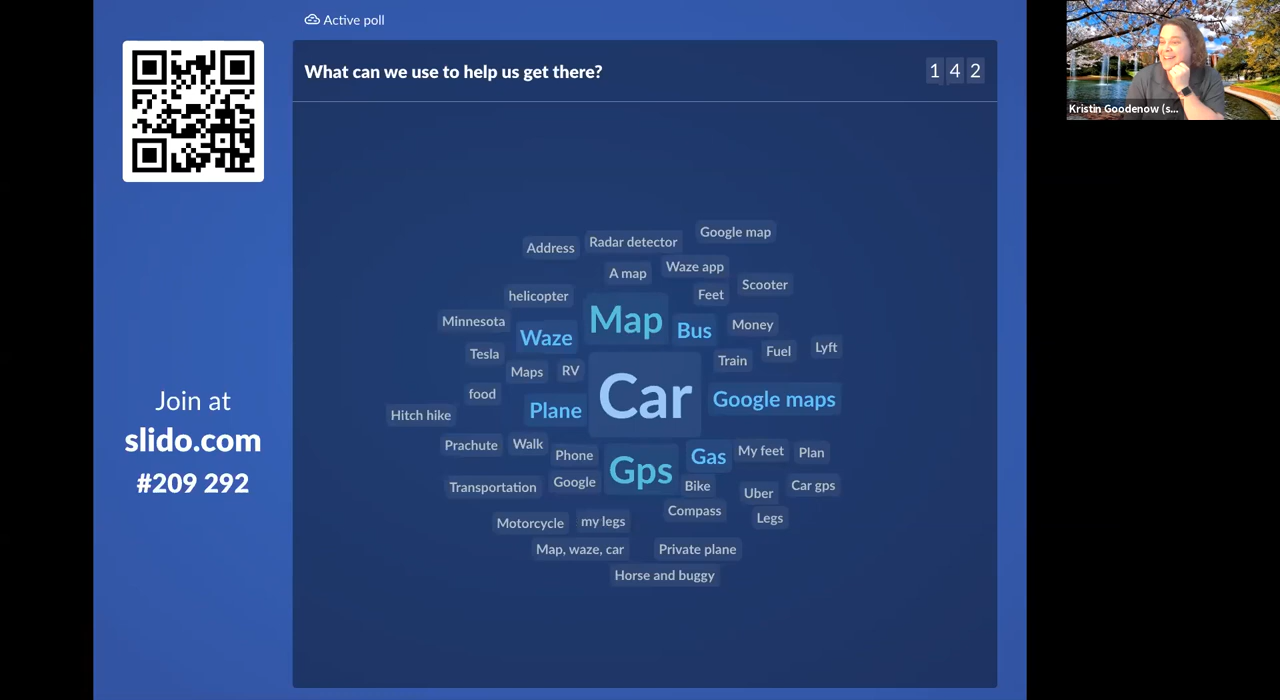 Active poll
What can we use to help us get there?
1 4 2
Kristin Goodenow (s...
Google map
Address
Radar detector
A map
Waze app
Scooter
helicopter
Feet
Minnesota
Waze
Map
Bus
Money
Tesla
Train
Fuel
Lyft
Maps
RV
food
Car
Google maps
Hitch hike
Plane
Prachute
Walk
Phone
Gps
Gas
My feet
Plan
Transportation
Google
Bike
Uber
Car gps
Motorcycle
my legs
Compass
Legs
Map, waze, car
Private plane
Horse and buggy
Join at
slido.com
#209 292